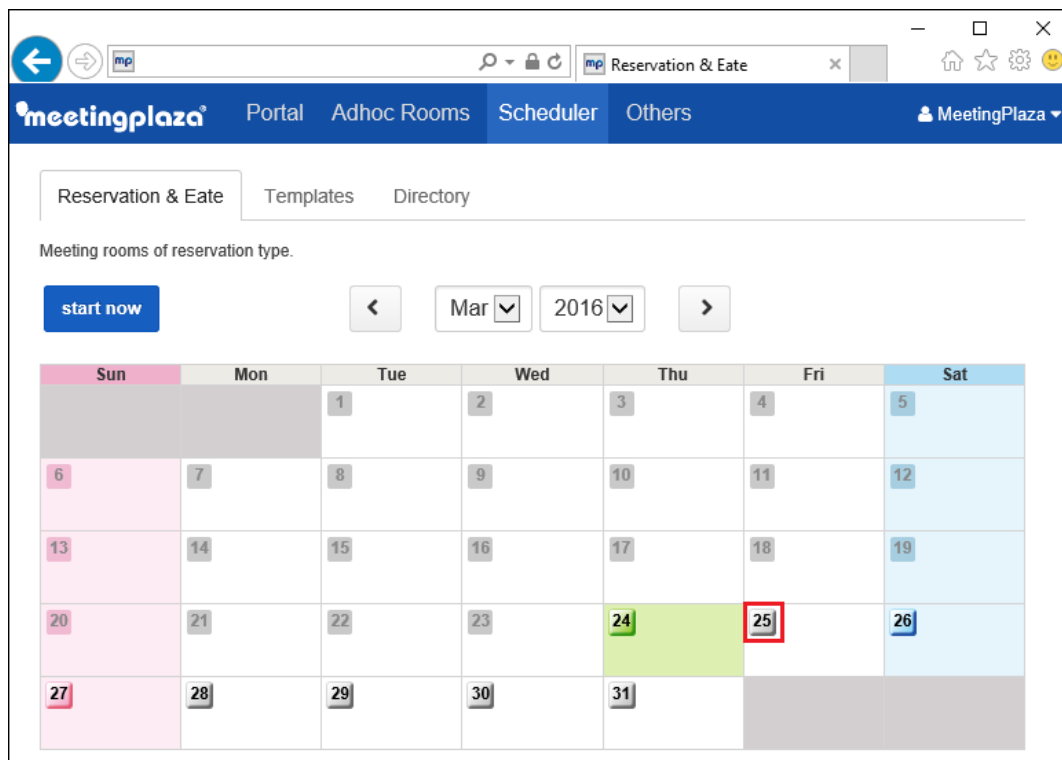 mp
mp Reservation & Eate
meetingplaza Portal Adhoc Rooms Scheduler Others MeetingPlaza
Reservation & Eate Templates Directory
Meeting rooms of reservation type.
start now Mar 2016
Sun Mon Tue Wed Thu Fri Sat
1 2 3 4 5
6 7 8 9 10 11 12
13 14 15 16 17 18 19
20 21 22 23 24 25 26
27 28 29 30 31